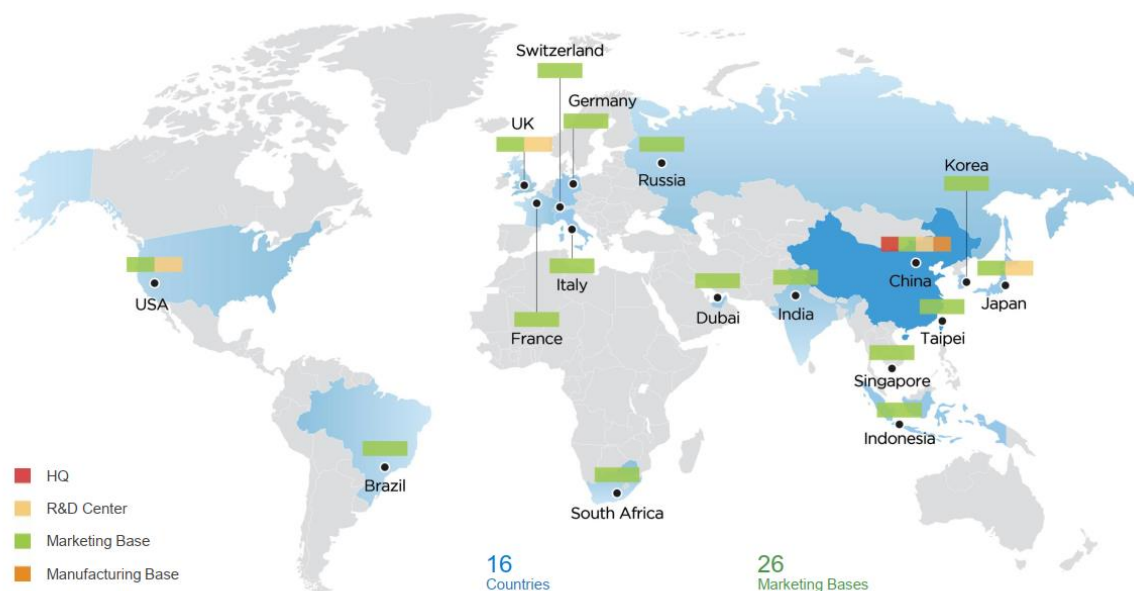 Switzerland
Germany
UK
Russia
Korea
USA
Italy
France
Dubai
India
China
Japan
Taipei
Singapore
Indonesia
Brazil
South Africa
HQ
R&D Center
Marketing Base
Manufacturing Base
16
Countries
26
Marketing Bases